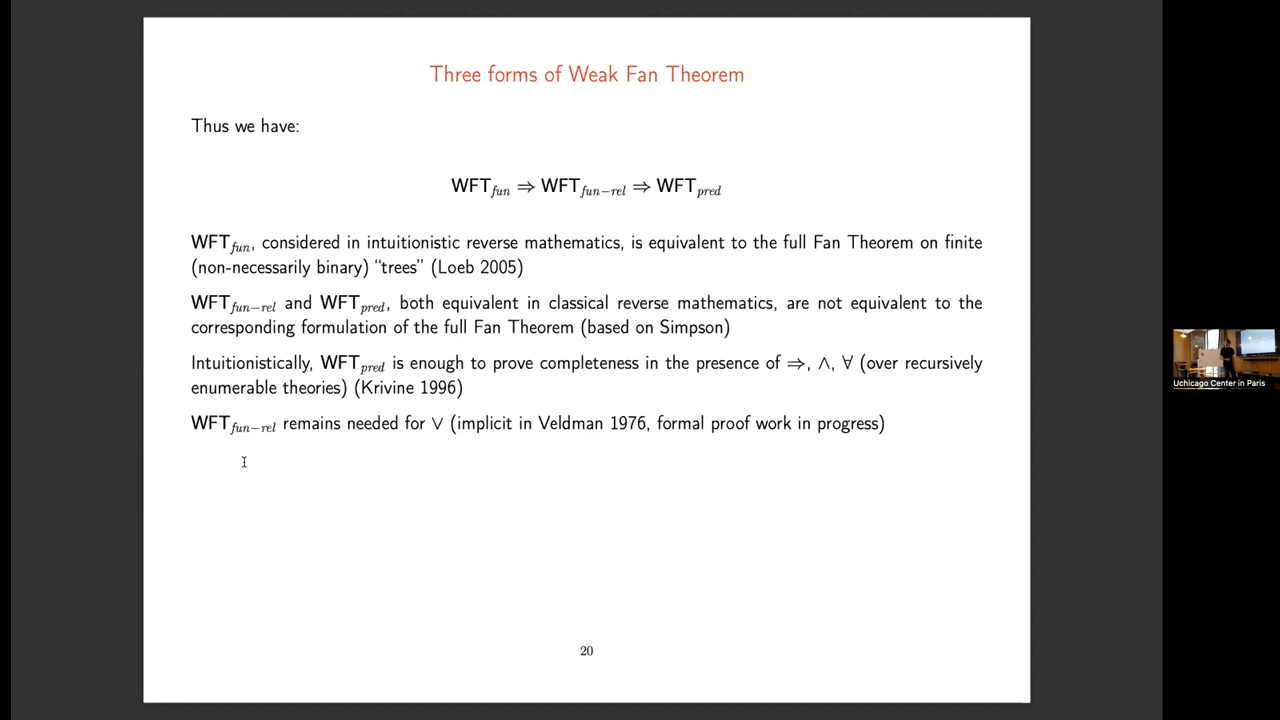 Three forms of Weak Fan Theorem
Thus we have:
WFT_fun ⇒ WFT_fun−rel ⇒ WFT_pred
WFT_fun, considered in intuitionistic reverse mathematics, is equivalent to the full Fan Theorem on finite
(non-necessarily binary) “trees” (Loeb 2005)
WFT_fun−rel and WFT_pred, both equivalent in classical reverse mathematics, are not equivalent to the
corresponding formulation of the full Fan Theorem (based on Simpson)
Intuitionistically, WFT_pred is enough to prove completeness in the presence of ⇒, ∧, ∀ (over recursively
enumerable theories) (Krivine 1996)
WFT_fun−rel remains needed for ∨ (implicit in Veldman 1976, formal proof work in progress)
20
Uchicago Center in Paris